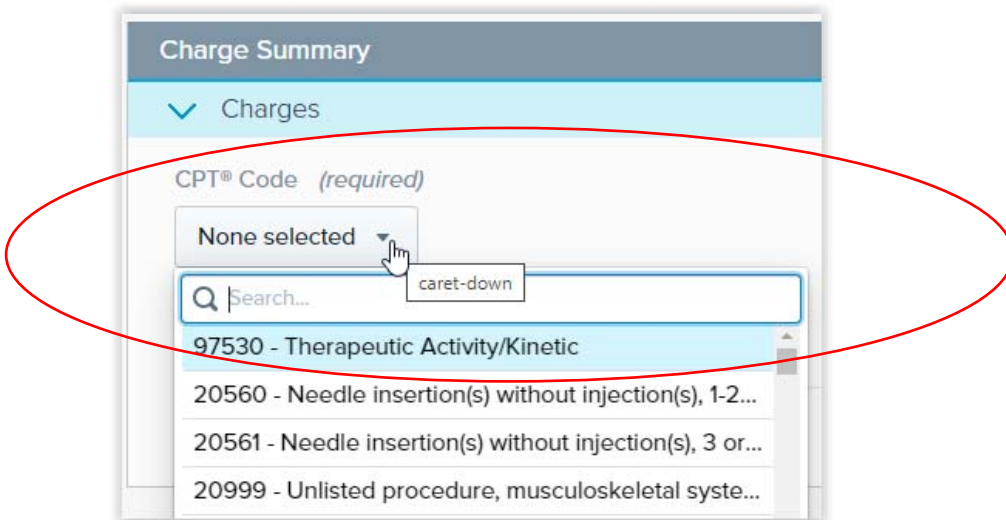 Charge Summary
Charges
CPT® Code (required)
None selected
caret-down
Search...
97530 - Therapeutic Activity/Kinetic
20560 - Needle insertion(s) without injection(s), 1-2...
20561 - Needle insertion(s) without injection(s), 3 or...
20999 - Unlisted procedure, musculoskeletal syste...